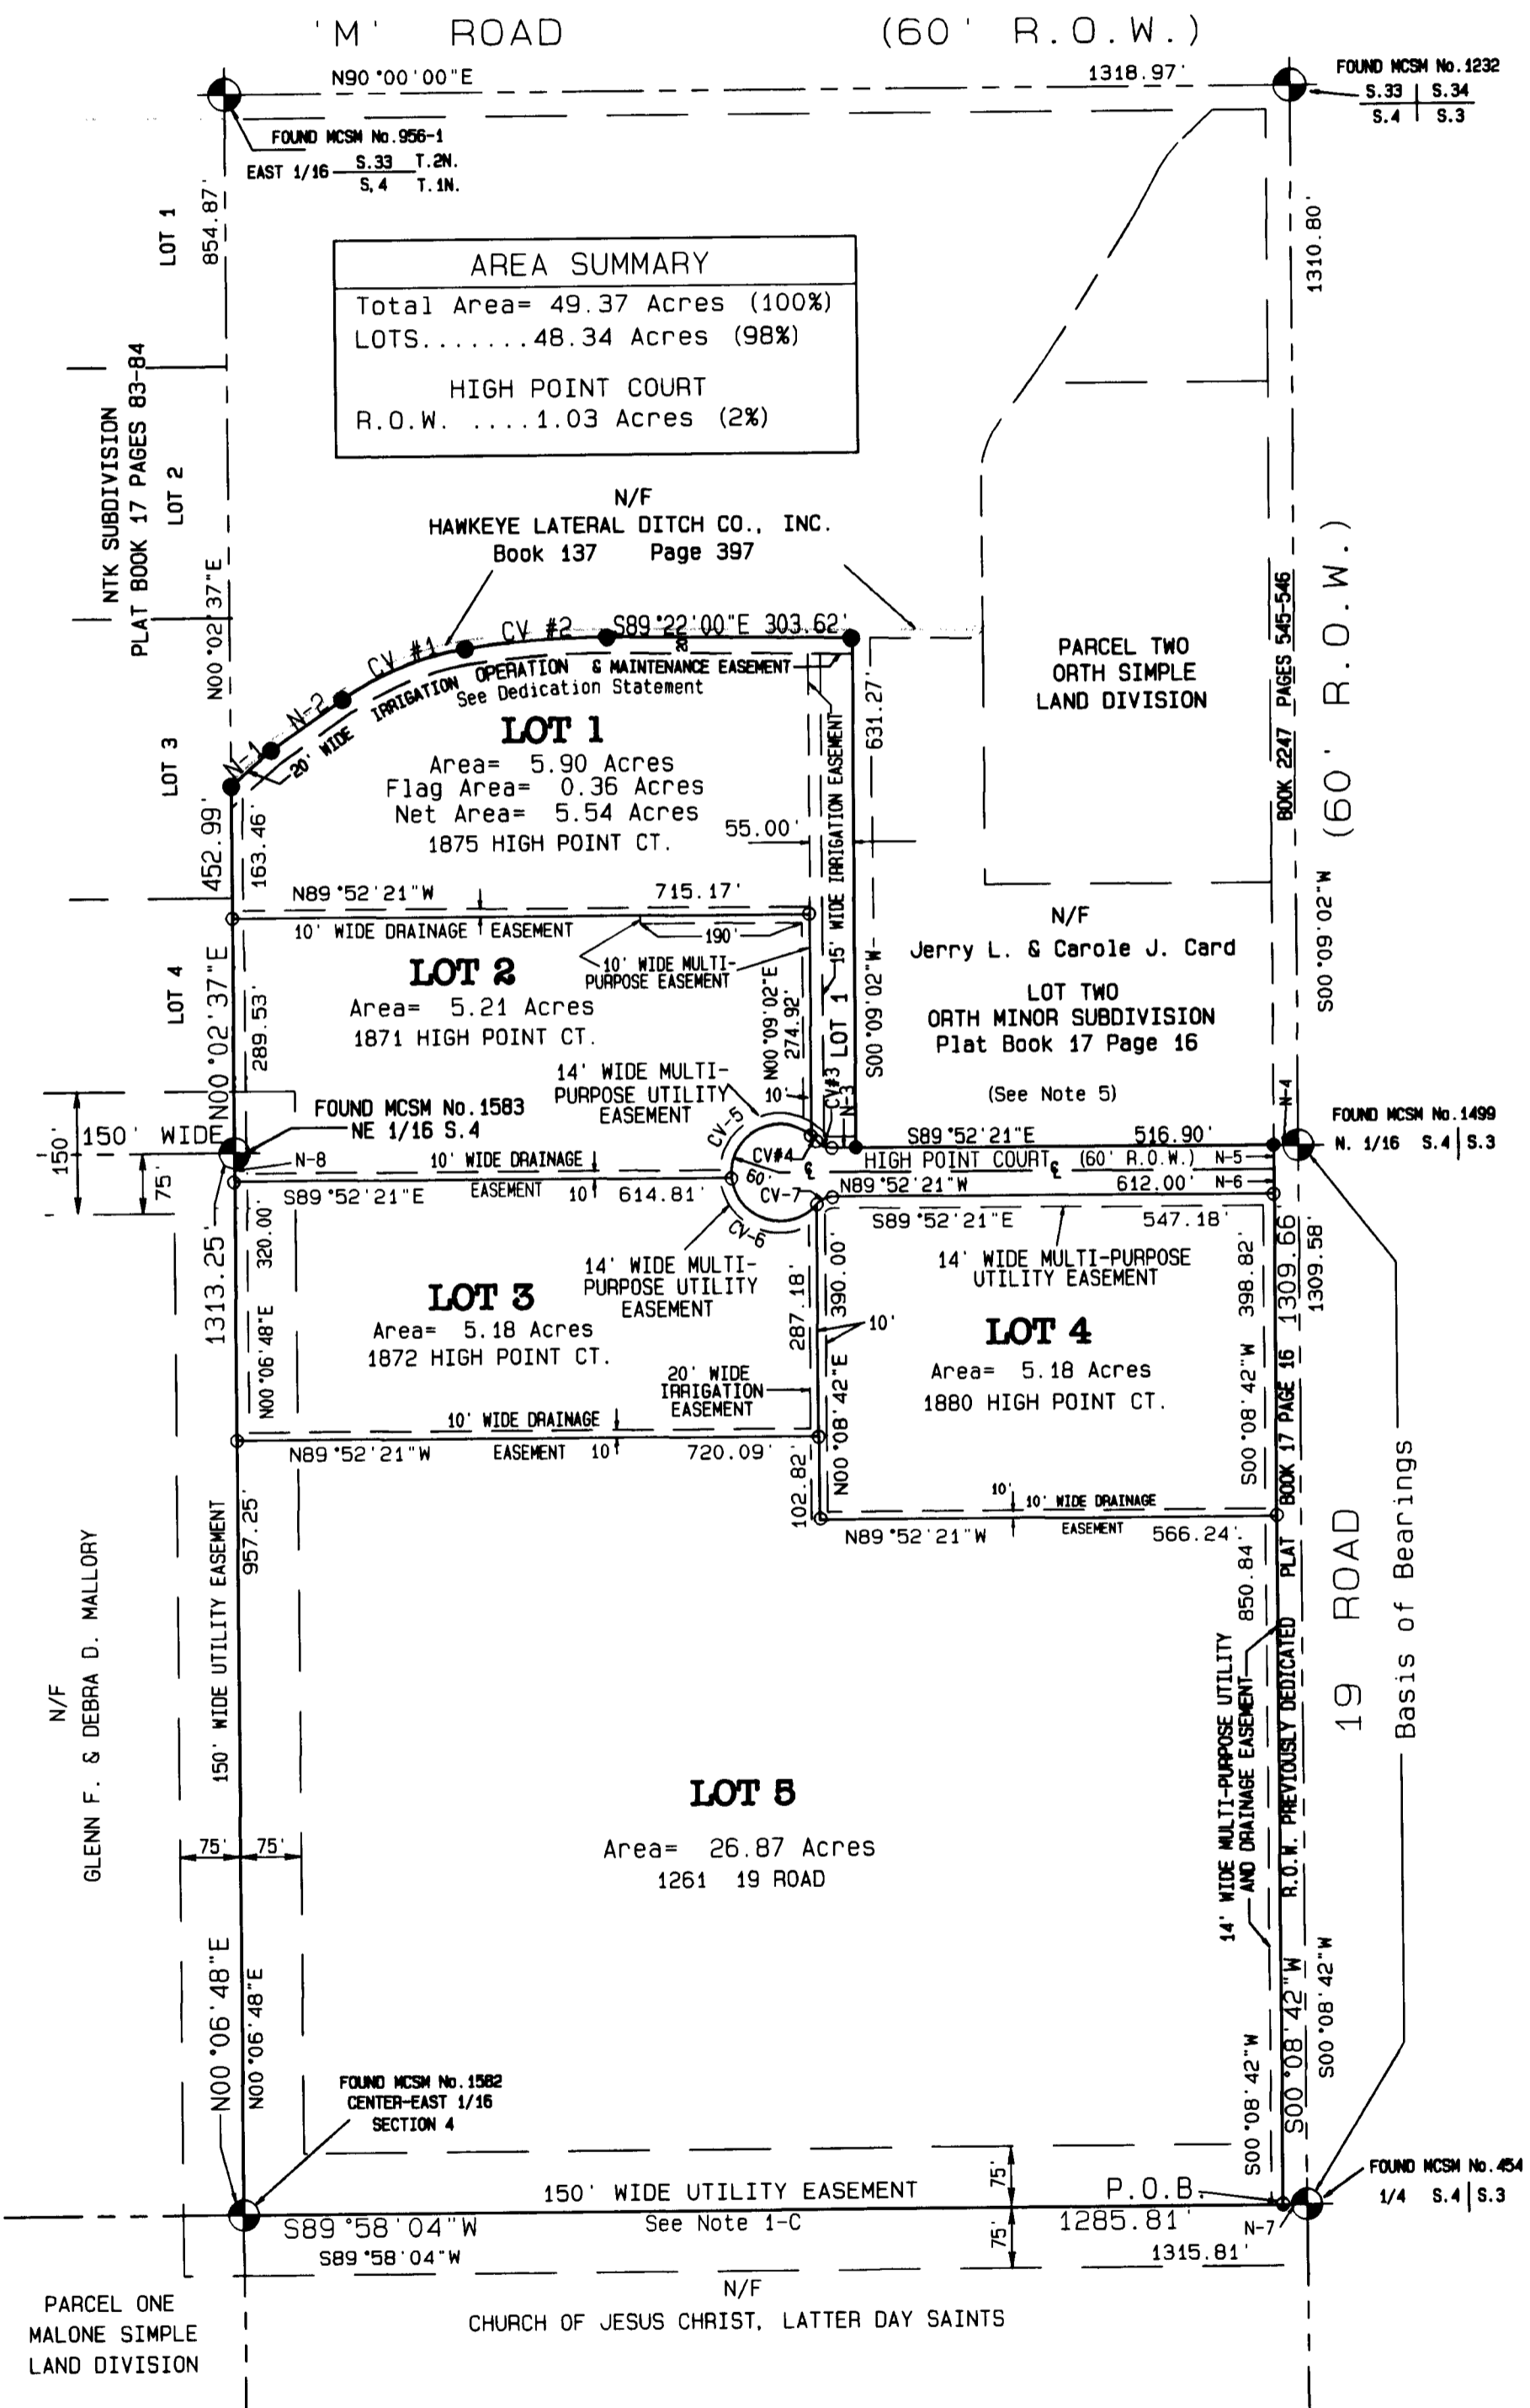 'M' ROAD (60' R.O.W.)
N90°00'00"E 1318.97'
FOUND MCSM No.1232
S.33 | S.34
S.4 | S.3
FOUND MCSM No.956-1
EAST 1/16 S.33 T.2N.
S.4 T.1N.
LOT 1
854.87'
1310.80'
AREA SUMMARY
Total Area= 49.37 Acres (100%)
LOTS.......48.34 Acres (98%)
HIGH POINT COURT
R.O.W. ....1.03 Acres (2%)
NTK SUBDIVISION
PLAT BOOK 17 PAGES 83-84
LOT 2
N00°02'37"E
N/F
HAWKEYE LATERAL DITCH CO., INC.
Book 137 Page 397
CV #1
CV #2
S89°22'00"E 303.62'
20'
N-1
N-2
20' WIDE IRRIGATION OPERATION & MAINTENANCE EASEMENT
See Dedication Statement
PARCEL TWO
ORTH SIMPLE
LAND DIVISION
BOOK 2247 PAGES 545-546
(60' R.O.W.)
LOT 3
452.99'
163.46'
LOT 1
Area= 5.90 Acres
Flag Area= 0.36 Acres
Net Area= 5.54 Acres
1875 HIGH POINT CT.
55.00'
15' WIDE IRRIGATION EASEMENT
631.27'
S00°09'02"W
S00°09'02"W
N89°52'21"W 715.17'
10' WIDE DRAINAGE EASEMENT
190'
10' WIDE MULTI-
PURPOSE EASEMENT
LOT 4
N00°02'37"E
289.53'
LOT 2
Area= 5.21 Acres
1871 HIGH POINT CT.
N00°09'02"E
274.92'
10'
LOT 1
CV#3
N-3
N/F
Jerry L. & Carole J. Card
LOT TWO
ORTH MINOR SUBDIVISION
Plat Book 17 Page 16
(See Note 5)
14' WIDE MULTI-
PURPOSE UTILITY
EASEMENT
CV-5
CV#4
60'
CV-7
CV-6
150'
150' WIDE
75'
FOUND MCSM No.1583
NE 1/16 S.4
N-8
N-4
FOUND MCSM No.1499
N. 1/16 S.4 | S.3
S89°52'21"E 516.90'
HIGH POINT COURT (60' R.O.W.) N-5
N89°52'21"W 612.00' N-6
10' WIDE DRAINAGE
EASEMENT 10'
S89°52'21"E 614.81'
S89°52'21"E 547.18'
14' WIDE MULTI-PURPOSE
UTILITY EASEMENT
14' WIDE MULTI-
PURPOSE UTILITY
EASEMENT
1313.25'
N00°06'48"E 320.00'
LOT 3
Area= 5.18 Acres
1872 HIGH POINT CT.
287.18'
390.00'
10'
N00°08'42"E
20' WIDE
IRRIGATION
EASEMENT
LOT 4
Area= 5.18 Acres
1880 HIGH POINT CT.
S00°08'42"W 398.82'
1309.66'
1309.58'
10' WIDE DRAINAGE
EASEMENT 10'
N89°52'21"W 720.09'
102.82'
10'
10' WIDE DRAINAGE
EASEMENT
N89°52'21"W 566.24'
N/F
GLENN F. & DEBRA D. MALLORY
150' WIDE UTILITY EASEMENT
957.25'
850.84'
14' WIDE MULTI-PURPOSE UTILITY
AND DRAINAGE EASEMENT
R.O.W. PREVIOUSLY DEDICATED PLAT BOOK 17 PAGE 16
19 ROAD
Basis of Bearings
LOT 5
Area= 26.87 Acres
1261 19 ROAD
75' 75'
N00°06'48"E
N00°06'48"E
S00°08'42"W
S00°08'42"W
S00°08'42"W
FOUND MCSM No.1582
CENTER-EAST 1/16
SECTION 4
FOUND MCSM No.454
1/4 S.4 | S.3
150' WIDE UTILITY EASEMENT
75'
P.O.B.
S89°58'04"W
See Note 1-C
75'
1285.81'
N-7
S89°58'04"W
1315.81'
PARCEL ONE
MALONE SIMPLE
LAND DIVISION
N/F
CHURCH OF JESUS CHRIST, LATTER DAY SAINTS